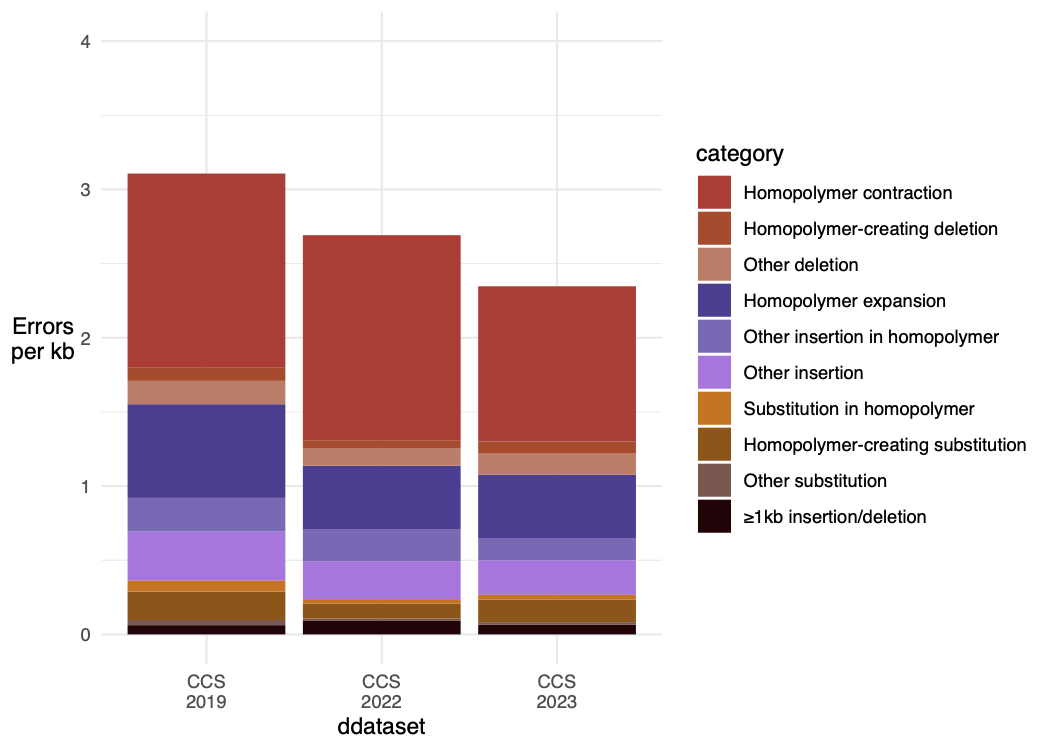 4
3
2
1
0
Errors
per kb
CCS
2019
CCS
2022
CCS
2023
ddataset
category
Homopolymer contraction
Homopolymer-creating deletion
Other deletion
Homopolymer expansion
Other insertion in homopolymer
Other insertion
Substitution in homopolymer
Homopolymer-creating substitution
Other substitution
≥1kb insertion/deletion